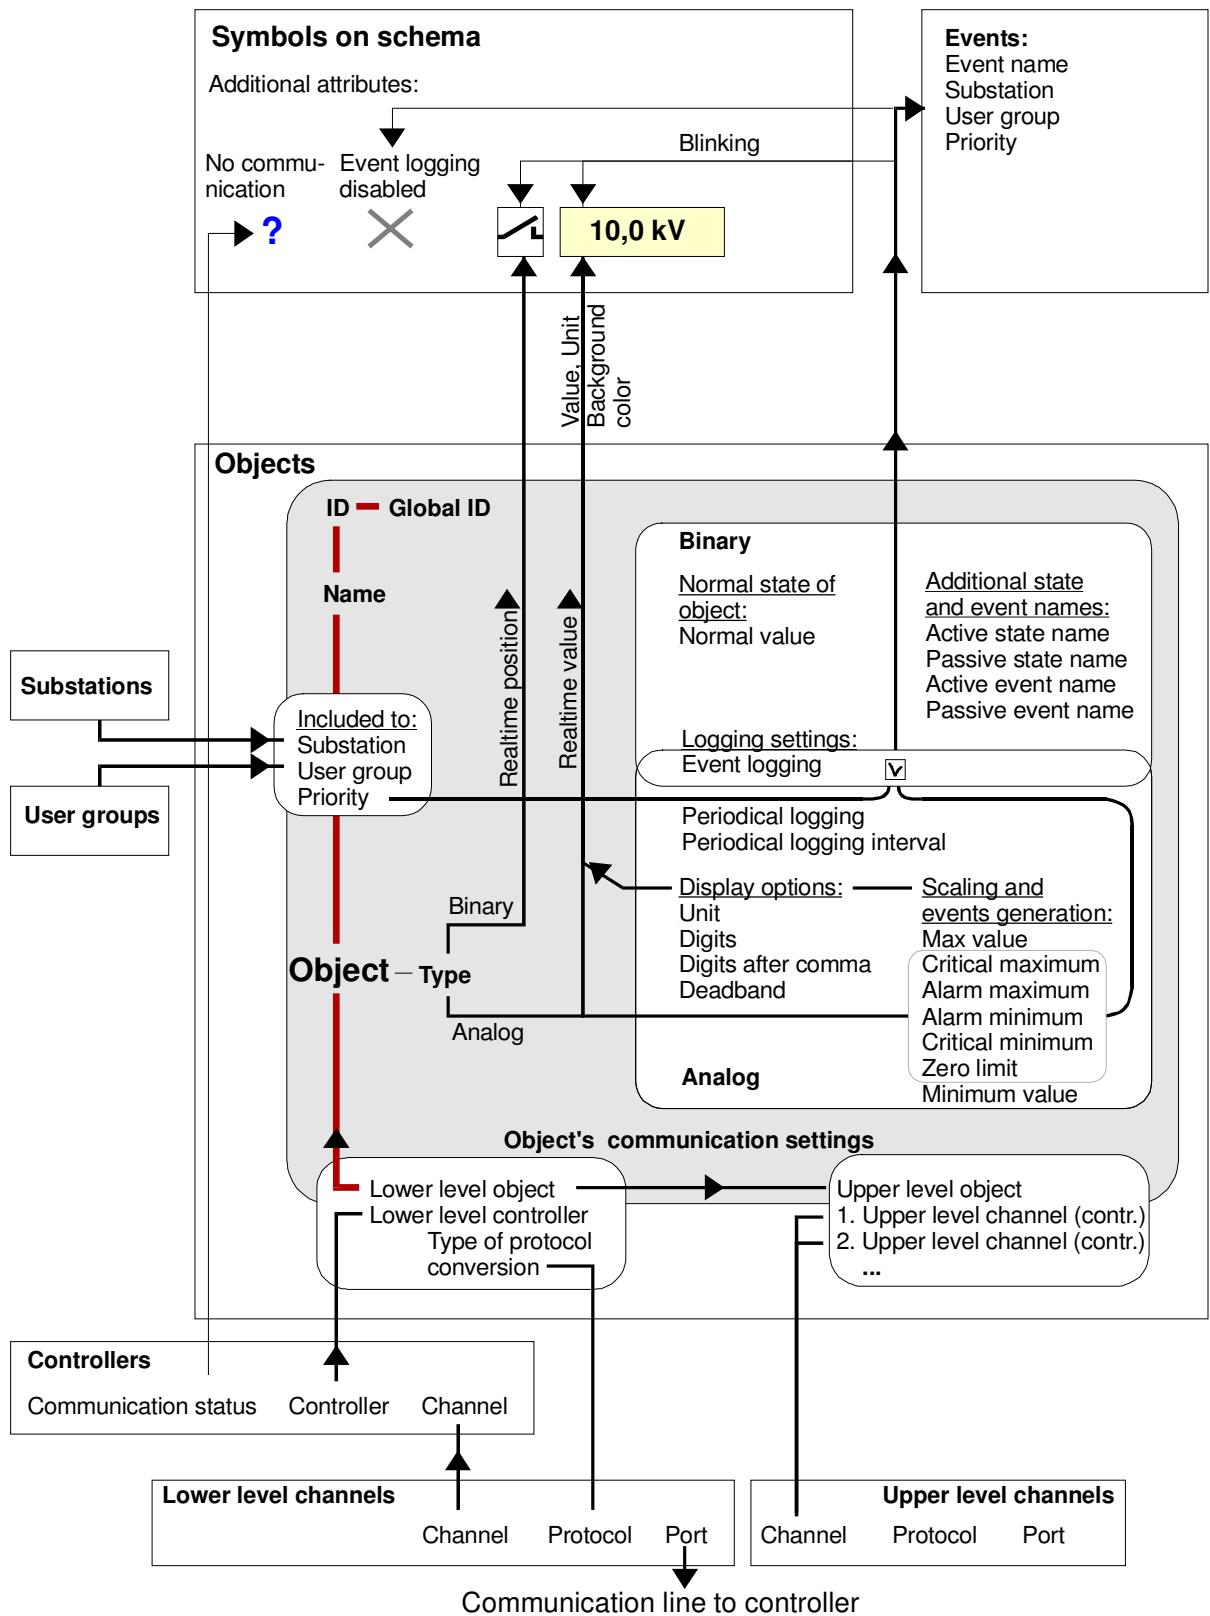 Symbols on schema
Additional attributes:
No commu-
nication
Event logging
disabled
Blinking
?
10,0 kV
Events:
Event name
Substation
User group
Priority
Value, Unit
Background
color
Objects
ID
Global ID
Name
Realtime position
Realtime value
Binary
Normal state of
object:
Normal value
Additional state
and event names:
Active state name
Passive state name
Active event name
Passive event name
Logging settings:
Event logging
Substations
User groups
Included to:
Substation
User group
Priority
Periodical logging
Periodical logging interval
Display options:
Unit
Digits
Digits after comma
Deadband
Scaling and
events generation:
Max value
Critical maximum
Alarm maximum
Alarm minimum
Critical minimum
Zero limit
Minimum value
Binary
Object
Type
Analog
Analog
Object's communication settings
Lower level object
Lower level controller
Type of protocol
conversion
Upper level object
1. Upper level channel (contr.)
2. Upper level channel (contr.)
...
Controllers
Communication status
Controller
Channel
Lower level channels
Channel
Protocol
Port
Upper level channels
Channel
Protocol
Port
Communication line to controller